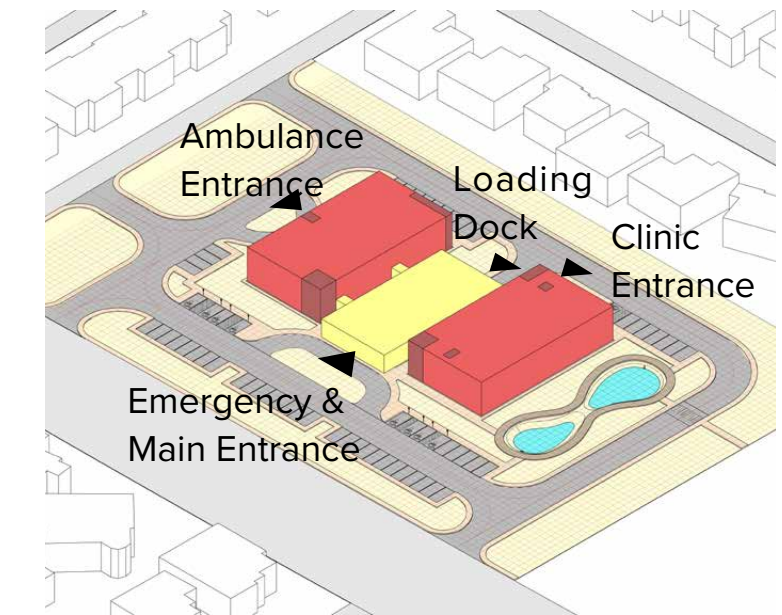 Ambulance
Entrance
Loading
Dock
Clinic
Entrance
Emergency &
Main Entrance